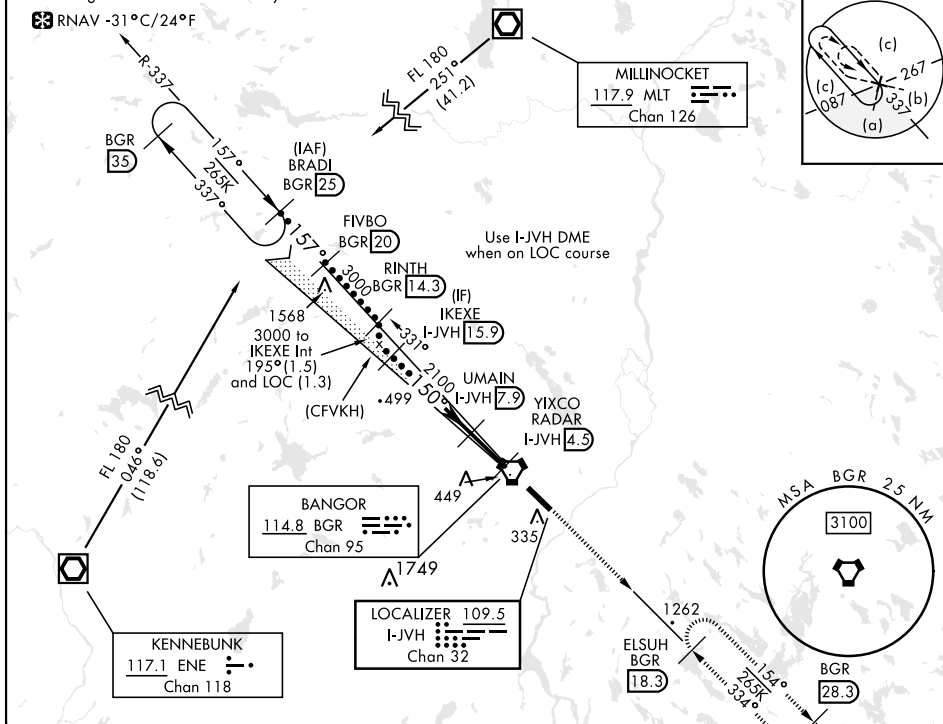 RNAV -31°C/24°F
R-337
FL 180
251°
(41.2)
MILLINOCKET
117.9 MLT
Chan 126
(c)
(c)
267
087
337
(b)
(a)
BGR
35
157°
265K
337°
(IAF)
BRADI
BGR 25
157°
FIVBO
BGR 20
3000
RINTH
BGR 14.3
Use I-JVH DME
when on LOC course
(IF)
IKEXE
I-JVH 15.9
331°
1568
3000 to
IKEXE Int
195° (1.5)
and LOC (1.3)
(CFVKH)
2100
150°
499
UMAIN
I-JVH 7.9
YIXCO
RADAR
I-JVH 4.5
FL 180
046°
(118.6)
449
335
BANGOR
114.8 BGR
Chan 95
1749
MSA BGR 25 NM
3100
LOCALIZER 109.5
I-JVH
Chan 32
KENNEBUNK
117.1 ENE
Chan 118
1262
ELSUH
BGR
18.3
154°
265K
334°
BGR
28.3